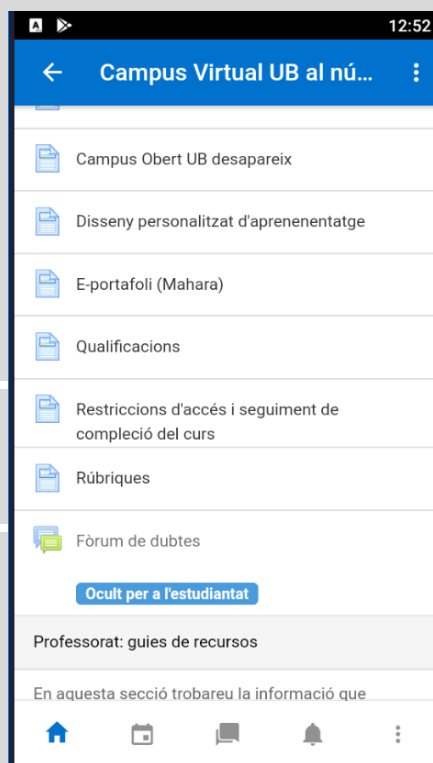 12:52
Campus Virtual UB al nú...
Campus Obert UB desapareix
Disseny personalitzat d'aprenenentatge
E-portafoli (Mahara)
Qualificacions
Restriccions d'accés i seguiment de
compleció del curs
Rúbriques
Fòrum de dubtes
Ocult per a l'estudiantat
Professorat: guies de recursos
En aquesta secció trobareu la informació que